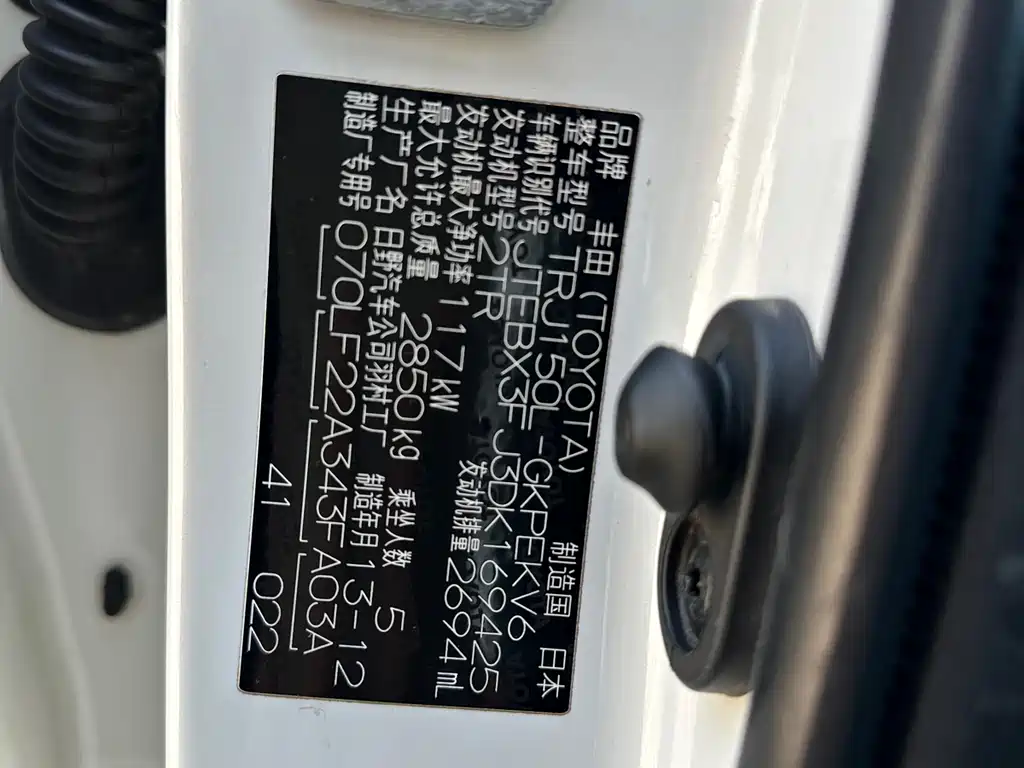 品牌 丰田 (TOYOTA) 制造国 日本
整车型号 TRJ150L-GKPEKV6
车辆识别代号 JTEBX3FJ3DK169425
发动机型号 2TR 发动机排量 2694mL
发动机最大净功率 117kW
最大允许总质量 2850kg 乘坐人数 5
生产厂名 日野汽车公司羽村工厂 制造年月 13-12
制造厂专用号 070LF22A343FA03A
41 022